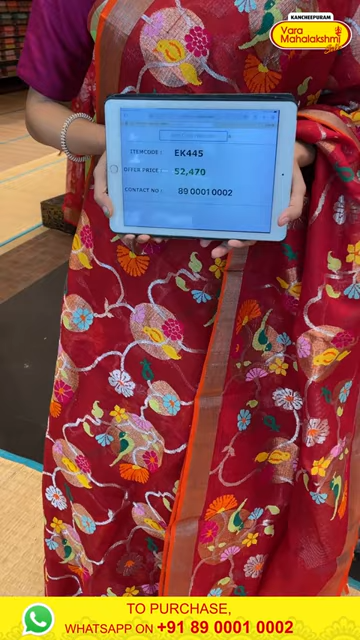 KANCHEEPURAM
Vara
Mahalakshmi
Silks
ITEMCODE : EK445
OFFER PRICE : 52,470
CONTACT NO : 89 0001 0002
TO PURCHASE,
WHATSAPP ON +91 89 0001 0002